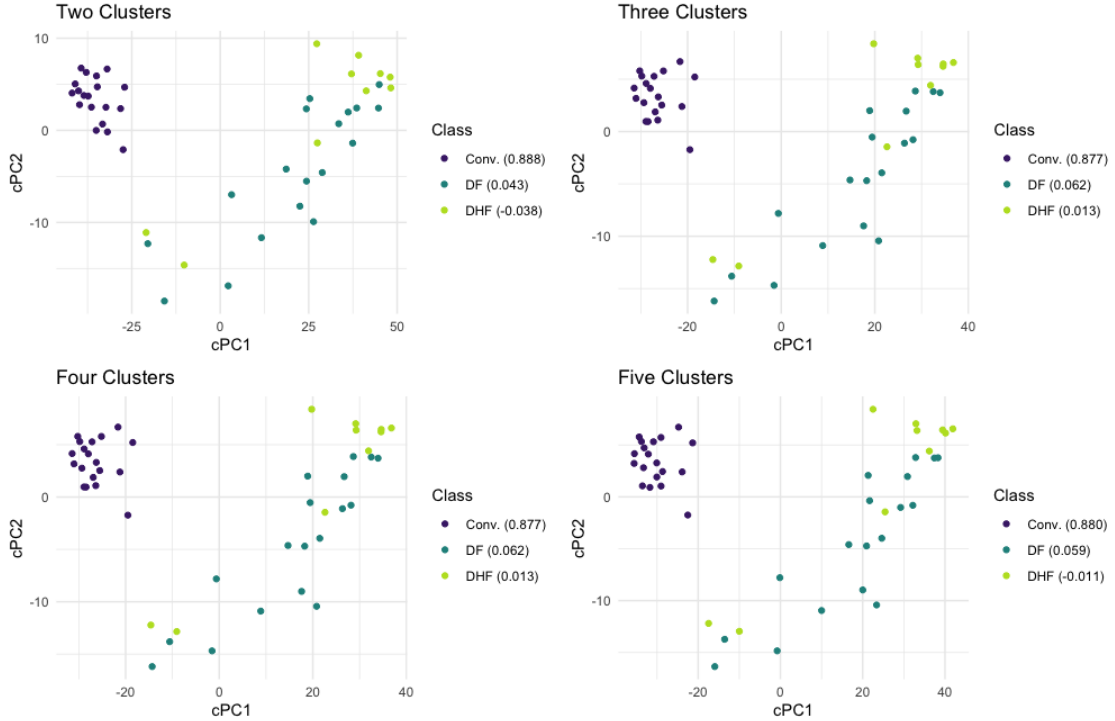 Two Clusters
10
0
-10
cPC2
-25
0
25
50
cPC1
Class
Conv. (0.888)
DF (0.043)
DHF (-0.038)
Three Clusters
0
-10
cPC2
-20
0
20
40
cPC1
Class
Conv. (0.877)
DF (0.062)
DHF (0.013)
Four Clusters
0
-10
cPC2
-20
0
20
40
cPC1
Class
Conv. (0.877)
DF (0.062)
DHF (0.013)
Five Clusters
0
-10
cPC2
-20
0
20
40
cPC1
Class
Conv. (0.880)
DF (0.059)
DHF (-0.011)